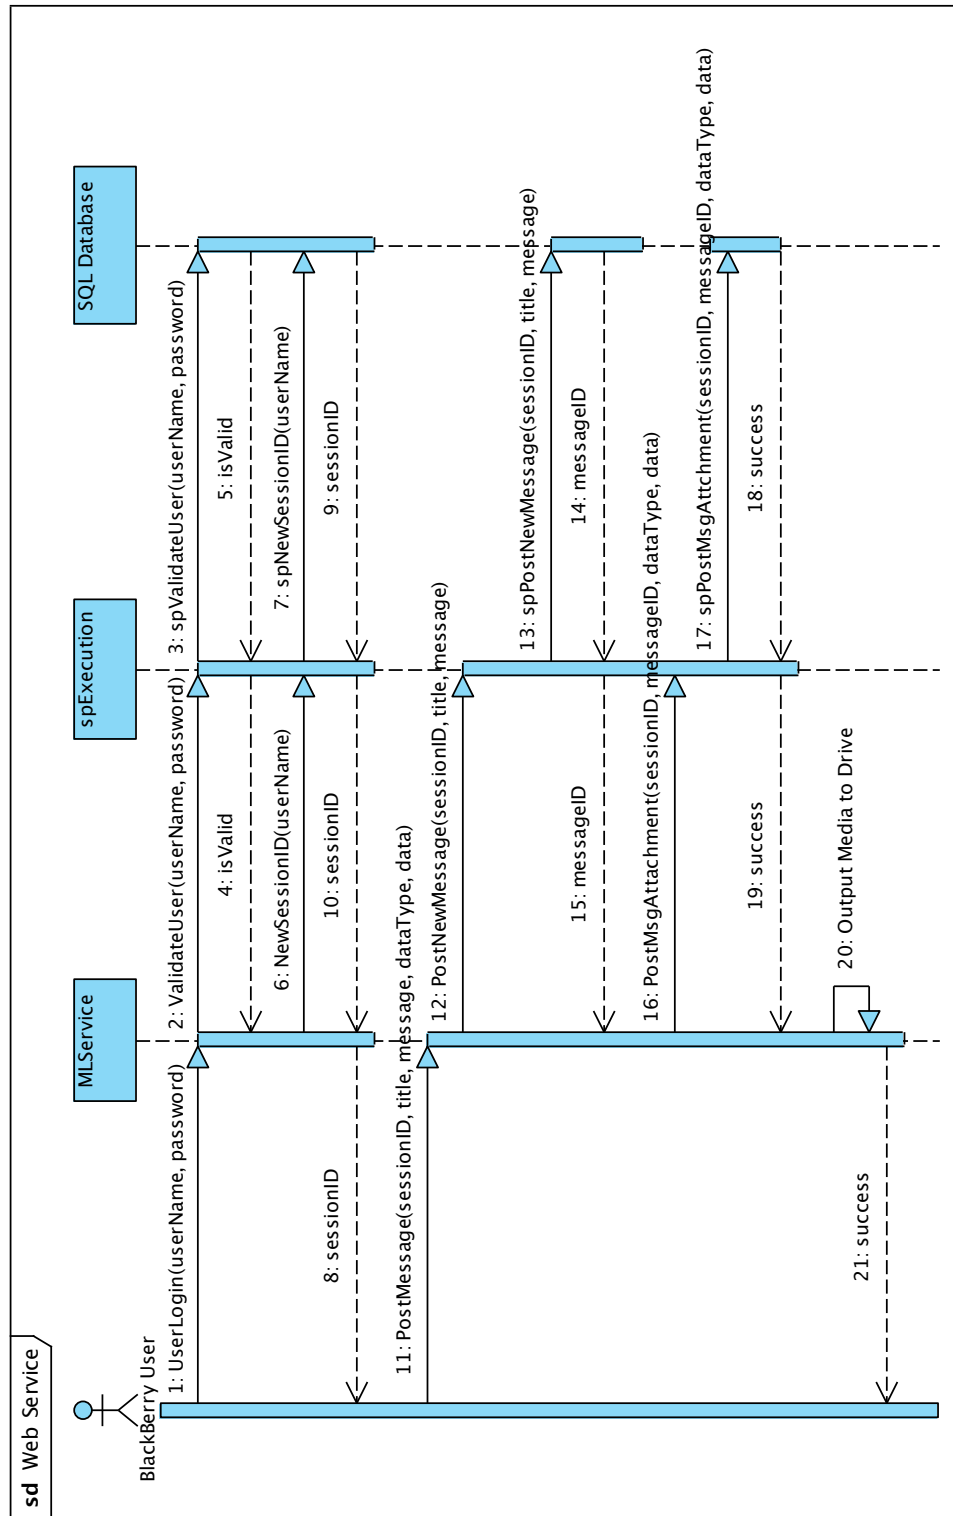 sd Web Service
BlackBerry User
MLService
spExecution
SQL Database
1: UserLogin(userName, password)
2: ValidateUser(userName, password)
3: spValidateUser(userName, password)
4: isValid
5: isValid
6: NewSessionID(userName)
7: spNewSessionID(userName)
8: sessionID
9: sessionID
10: sessionID
11: PostMessage(sessionID, title, message, dataType, data)
12: PostNewMessage(sessionID, title, message)
13: spPostNewMessage(sessionID, title, message)
14: messageID
15: messageID
16: PostMsgAttachment(sessionID, messageID, dataType, data)
17: spPostMsgAttchment(sessionID, messageID, dataType, data)
18: success
19: success
20: Output Media to Drive
21: success